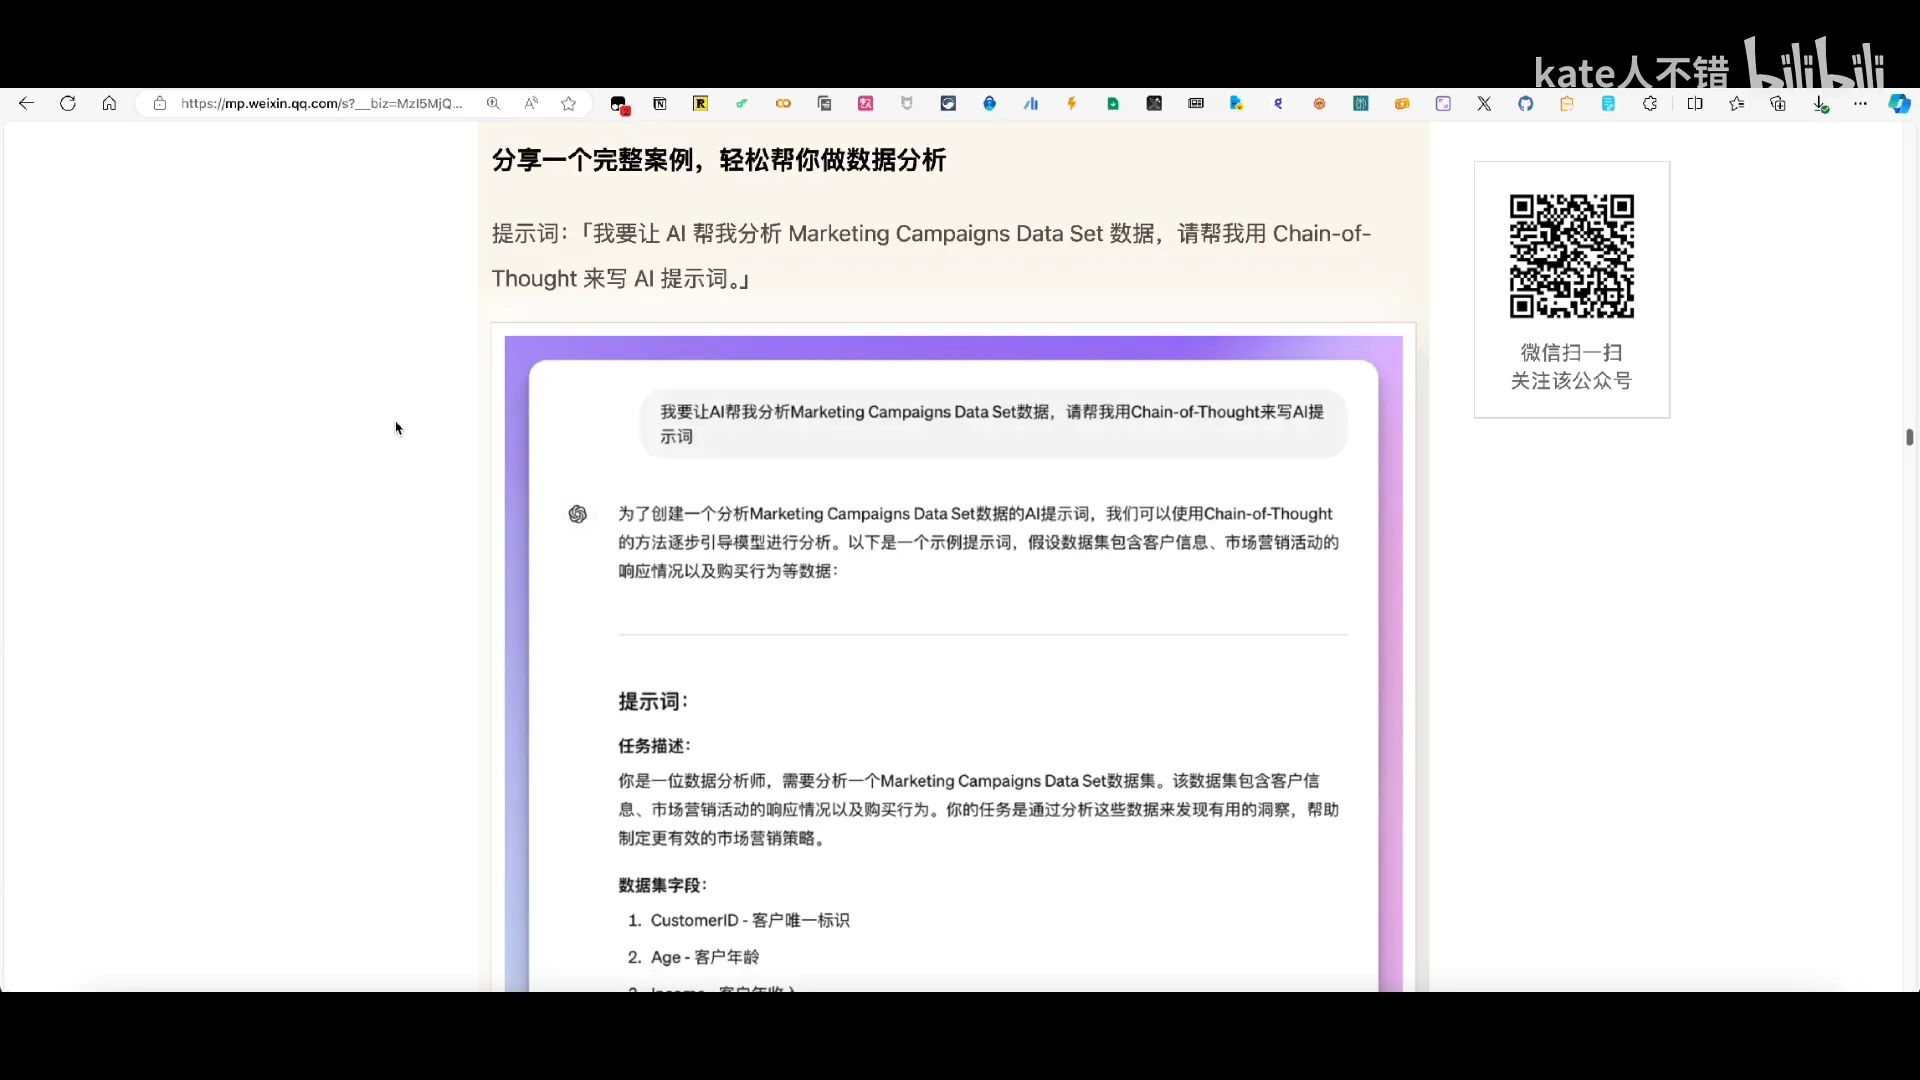 kate人不错 bilibili
https://mp.weixin.qq.com/s?__biz=MzI5MjQ...
分享一个完整案例，轻松帮你做数据分析
提示词：「我要让 AI 帮我分析 Marketing Campaigns Data Set 数据，请帮我用 Chain-of-
Thought 来写 AI 提示词。」
微信扫一扫
关注该公众号
我要让AI帮我分析Marketing Campaigns Data Set数据，请帮我用Chain-of-Thought来写AI提
示词
为了创建一个分析Marketing Campaigns Data Set数据的AI提示词，我们可以使用Chain-of-Thought
的方法逐步引导模型进行分析。以下是一个示例提示词，假设数据集包含客户信息、市场营销活动的
响应情况以及购买行为等数据：
提示词：
任务描述：
你是一位数据分析师，需要分析一个Marketing Campaigns Data Set数据集。该数据集包含客户信
息、市场营销活动的响应情况以及购买行为。你的任务是通过分析这些数据来发现有用的洞察，帮助
制定更有效的市场营销策略。
数据集字段：
1. CustomerID - 客户唯一标识
2. Age - 客户年龄